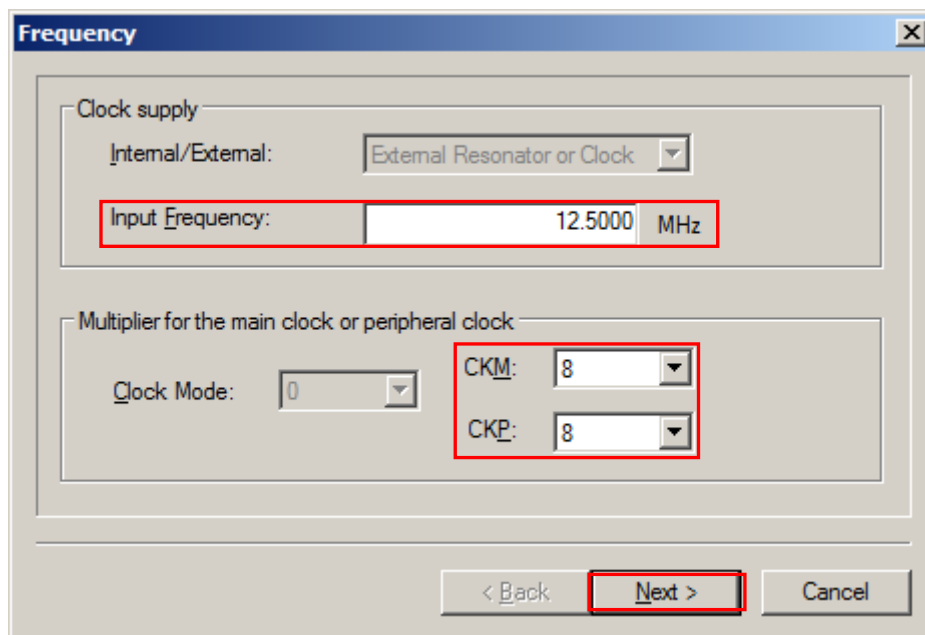 Frequency
Clock supply
Internal/External: External Resonator or Clock
Input Frequency: 12.5000 MHz
Multiplier for the main clock or peripheral clock
Clock Mode: 0 CKM: 8
CKP: 8
< Back Next > Cancel